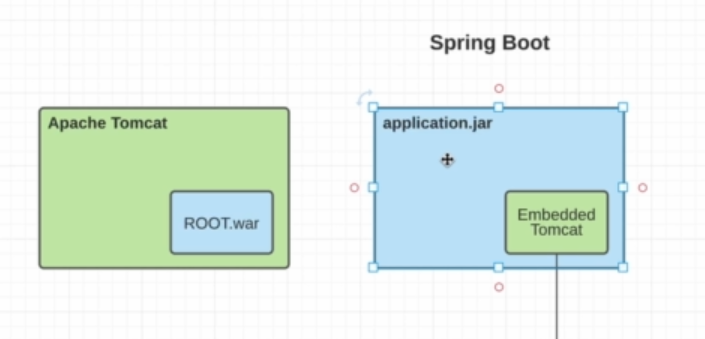 Spring Boot
Apache Tomcat
ROOT.war
application.jar
Embedded
Tomcat